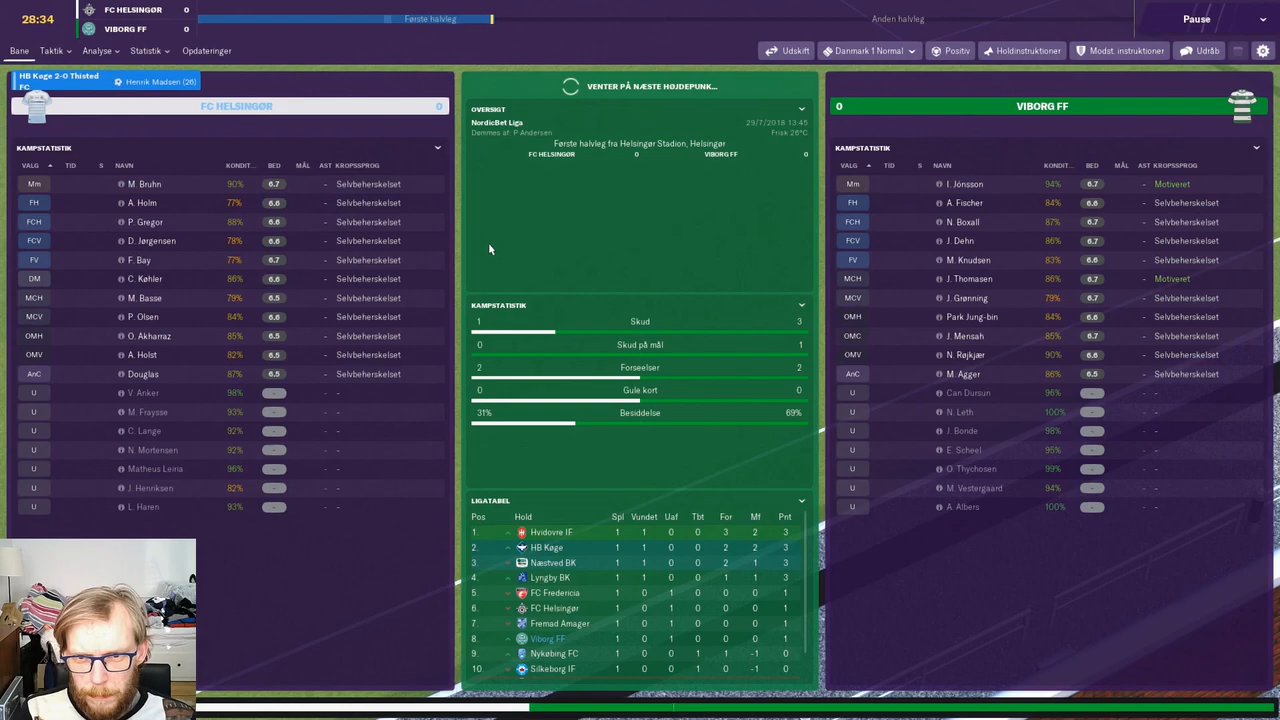 28:34
FC HELSINGØR 0
VIBORG FF 0
Første halvleg
Anden halvleg
Pause
Bane Taktik Analyse Statistik Opdateringer
Udskift Danmark 1 Normal Positiv Holdinstruktioner Modst. instruktioner Udråb
HB Køge 2-0 Thisted FC
Henrik Madsen (26)
FC HELSINGØR 0
KAMPSTATISTIK
VALG TID S NAVN KONDIT... BED MÅL AST KROPSSPROG
Mm M. Bruhn 90% 6.7 - Selvbeherskelset
FH A. Holm 77% 6.6 - Selvbeherskelset
FCH P. Gregor 88% 6.6 - Selvbeherskelset
FCV D. Jørgensen 78% 6.6 - Selvbeherskelset
FV F. Bay 77% 6.7 - Selvbeherskelset
DM C. Køhler 86% 6.6 - Selvbeherskelset
MCH M. Basse 79% 6.5 - Selvbeherskelset
MCV P. Olsen 84% 6.6 - Selvbeherskelset
OMH O. Akharraz 85% 6.5 - Selvbeherskelset
OMV A. Holst 82% 6.5 - Selvbeherskelset
AnC Douglas 87% 6.5 - Selvbeherskelset
U V. Anker 98% - - -
U M. Fraysse 93% - - -
U C. Lange 92% - - -
U N. Mortensen 92% - - -
U Matheus Leiria 96% - - -
U J. Henriksen 82% - - -
U L. Haren 93% - - -
VENTER PÅ NÆSTE HØJDEPUNK...
OVERSIGT
NordicBet Liga 29/7/2018 13:45
Dømmes af: P Andersen Frisk 26°C
Første halvleg fra Helsingør Stadion, Helsingør
FC HELSINGØR 0 VIBORG FF 0
KAMPSTATISTIK
1 Skud 3
0 Skud på mål 1
2 Forseelser 2
0 Gule kort 0
31% Besiddelse 69%
LIGATABEL
Pos Hold Spl Vundet Uaf Tbt For Mf Pnt
1. Hvidovre IF 1 1 0 0 3 2 3
2. HB Køge 1 1 0 0 2 2 3
3. Næstved BK 1 1 0 0 2 1 3
4. Lyngby BK 1 1 0 0 1 1 3
5. FC Fredericia 1 0 1 0 0 0 1
6. FC Helsingør 1 0 1 0 0 0 1
7. Fremad Amager 1 0 1 0 0 0 1
8. Viborg FF 1 0 1 0 0 0 1
9. Nykøbing FC 1 0 0 1 1 -1 0
10. Silkeborg IF 1 0 0 1 0 -1 0
0 VIBORG FF
KAMPSTATISTIK
VALG TID S NAVN KONDIT... BED MÅL AST KROPSSPROG
Mm I. Jónsson 94% 6.7 - Motiveret
FH A. Fischer 84% 6.6 - Selvbeherskelset
FCH N. Boxall 87% 6.7 - Selvbeherskelset
FCV J. Dehn 86% 6.7 - Selvbeherskelset
FV M. Knudsen 83% 6.6 - Selvbeherskelset
MCH J. Thomasen 86% 6.7 - Motiveret
MCV J. Grønning 79% 6.7 - Selvbeherskelset
OMH Park Jung-bin 84% 6.6 - Selvbeherskelset
OMC J. Mensah 85% 6.7 - Selvbeherskelset
OMV N. Røjkjær 90% 6.6 - Selvbeherskelset
AnC M. Agger 86% 6.5 - Selvbeherskelset
U Can Dursun 96% - - -
U N. Leth 100% - - -
U J. Bonde 98% - - -
U E. Scheel 95% - - -
U O. Thychosen 99% - - -
U M. Vestergaard 94% - - -
U A. Albers 100% - - -